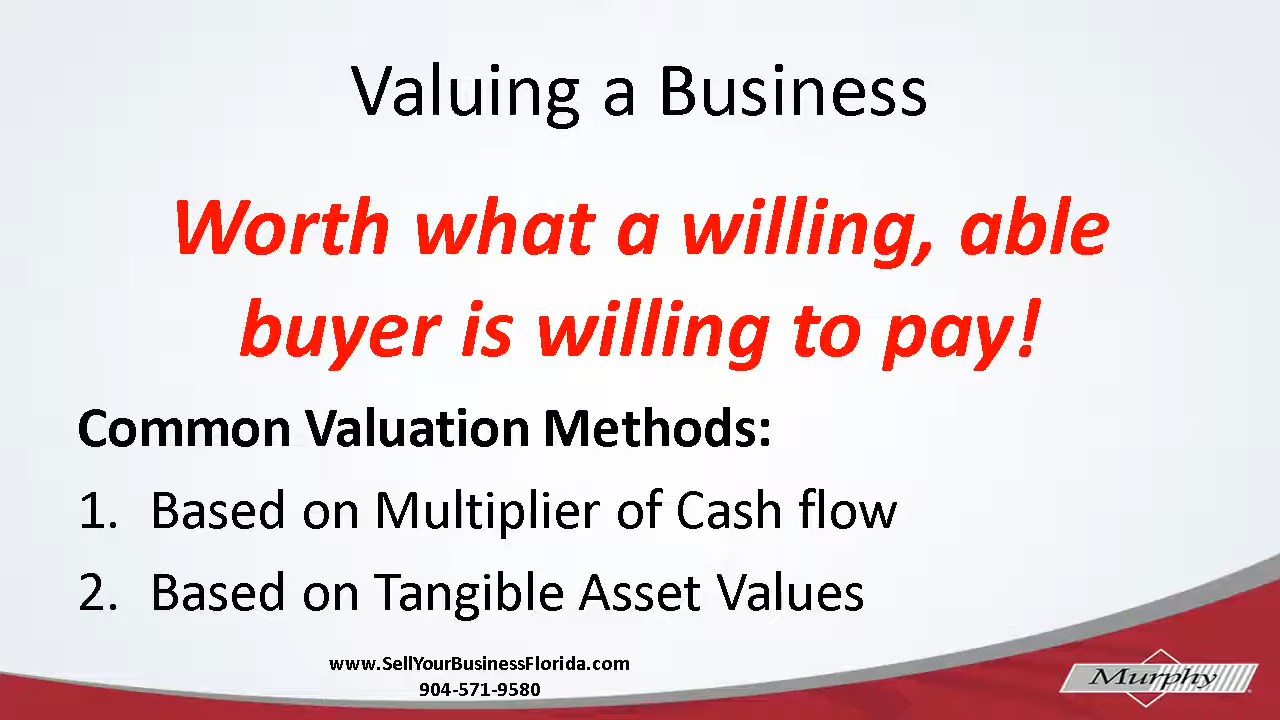 Valuing a Business
Worth what a willing, able
buyer is willing to pay!
Common Valuation Methods:
1. Based on Multiplier of Cash flow
2. Based on Tangible Asset Values
www.SellYourBusinessFlorida.com
904-571-9580
Murphy